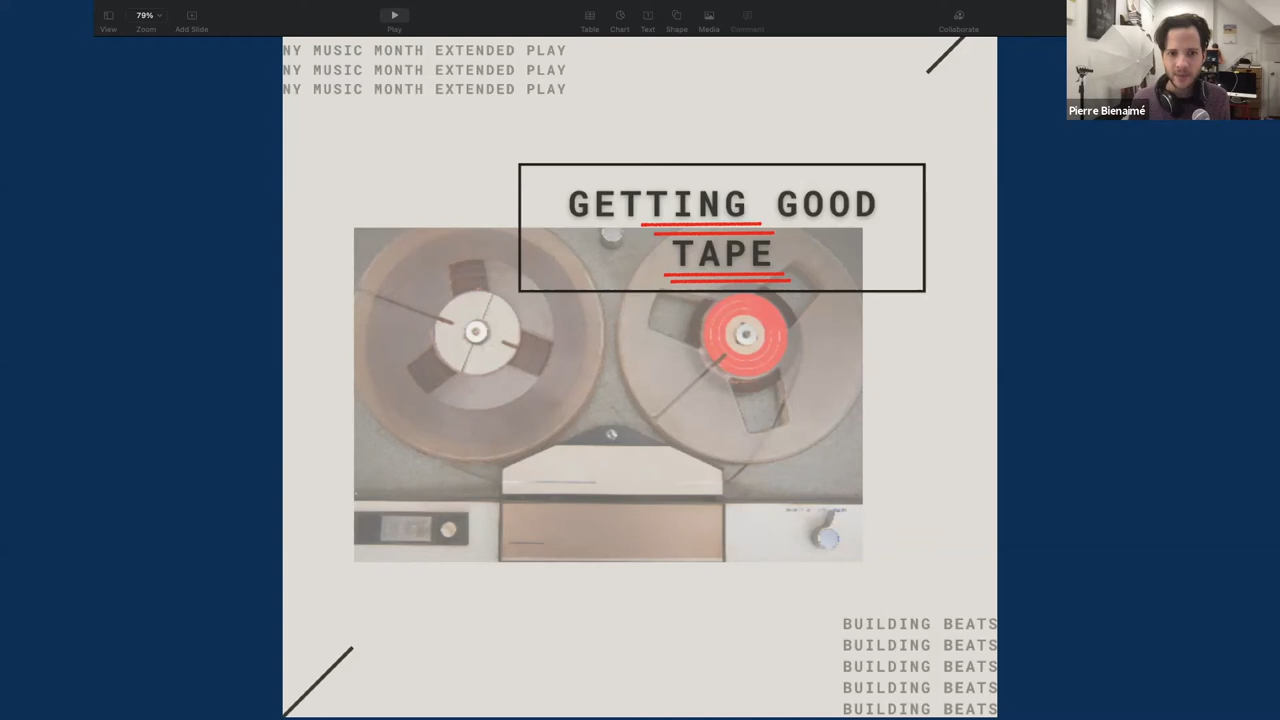 79%
View
Zoom
Add Slide
Play
Table
Chart
Text
Shape
Media
Comment
Collaborate
Pierre Bienaimé
NY MUSIC MONTH EXTENDED PLAY
NY MUSIC MONTH EXTENDED PLAY
NY MUSIC MONTH EXTENDED PLAY
GETTING GOOD
TAPE
BUILDING BEATS
BUILDING BEATS
BUILDING BEATS
BUILDING BEATS
BUILDING BEATS